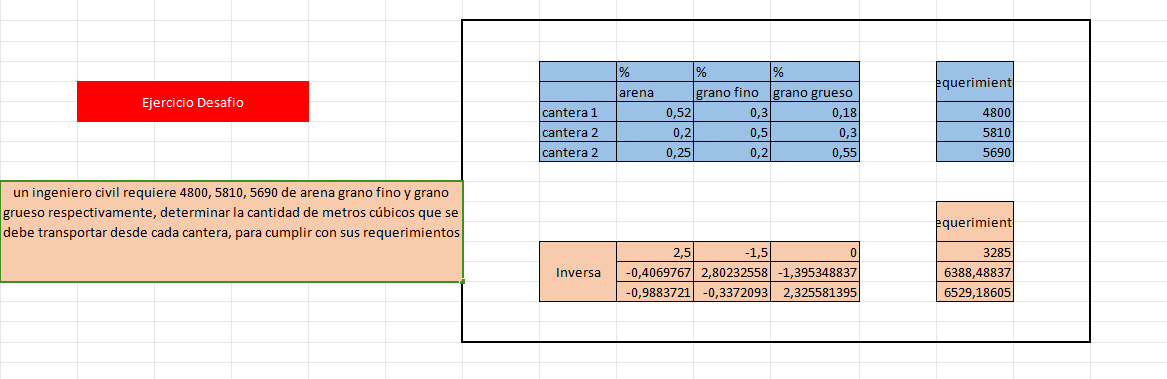 Ejercicio Desafio
un ingeniero civil requiere 4800, 5810, 5690 de arena grano fino y grano
grueso respectivamente, determinar la cantidad de metros cúbicos que se
debe transportar desde cada cantera, para cumplir con sus requerimientos
% % %
arena grano fino grano grueso
cantera 1 0,52 0,3 0,18
cantera 2 0,2 0,5 0,3
cantera 2 0,25 0,2 0,55
equerimient
4800
5810
5690
Inversa
2,5 -1,5 0
-0,4069767 2,80232558 -1,395348837
-0,9883721 -0,3372093 2,325581395
equerimient
3285
6388,48837
6529,18605